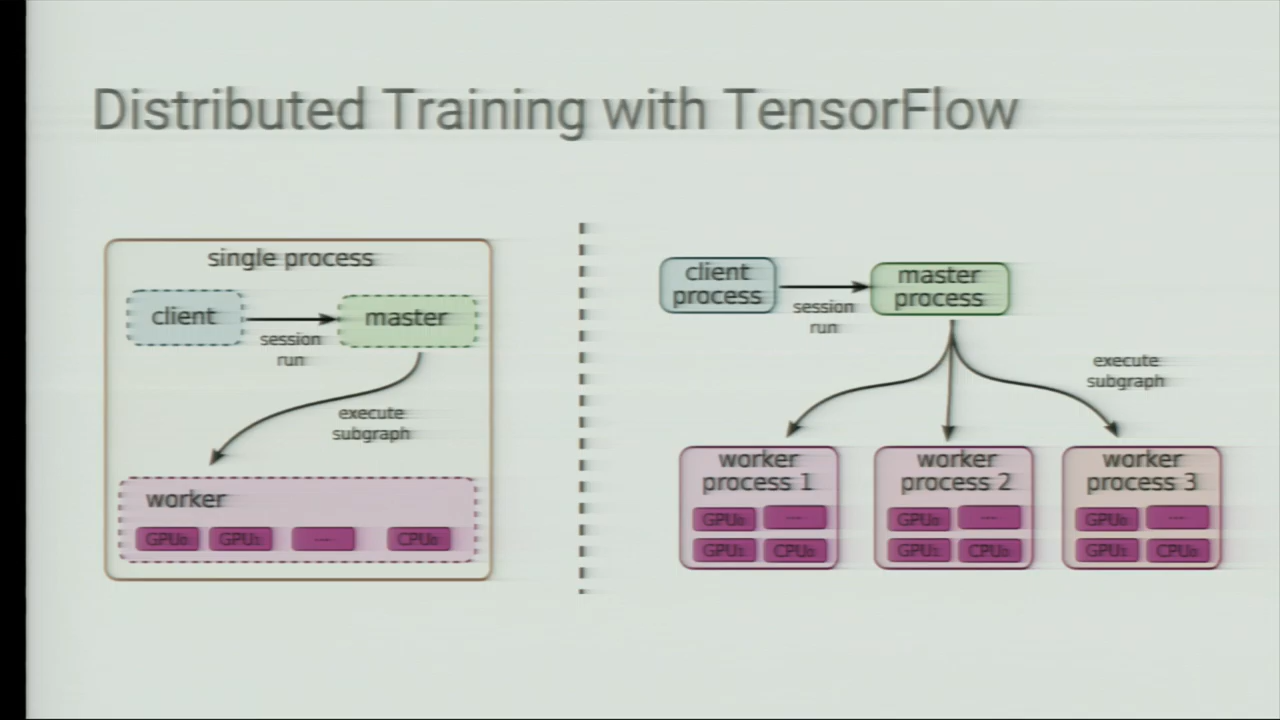 Distributed Training with TensorFlow
single process
client
master
session
run
execute
subgraph
worker
GPU₀
GPU₁
...
CPU₀
client
process
master
process
session
run
execute
subgraph
worker
process 1
GPU₀
...
GPU₁
CPU₀
worker
process 2
GPU₀
...
GPU₁
CPU₀
worker
process 3
GPU₀
...
GPU₁
CPU₀